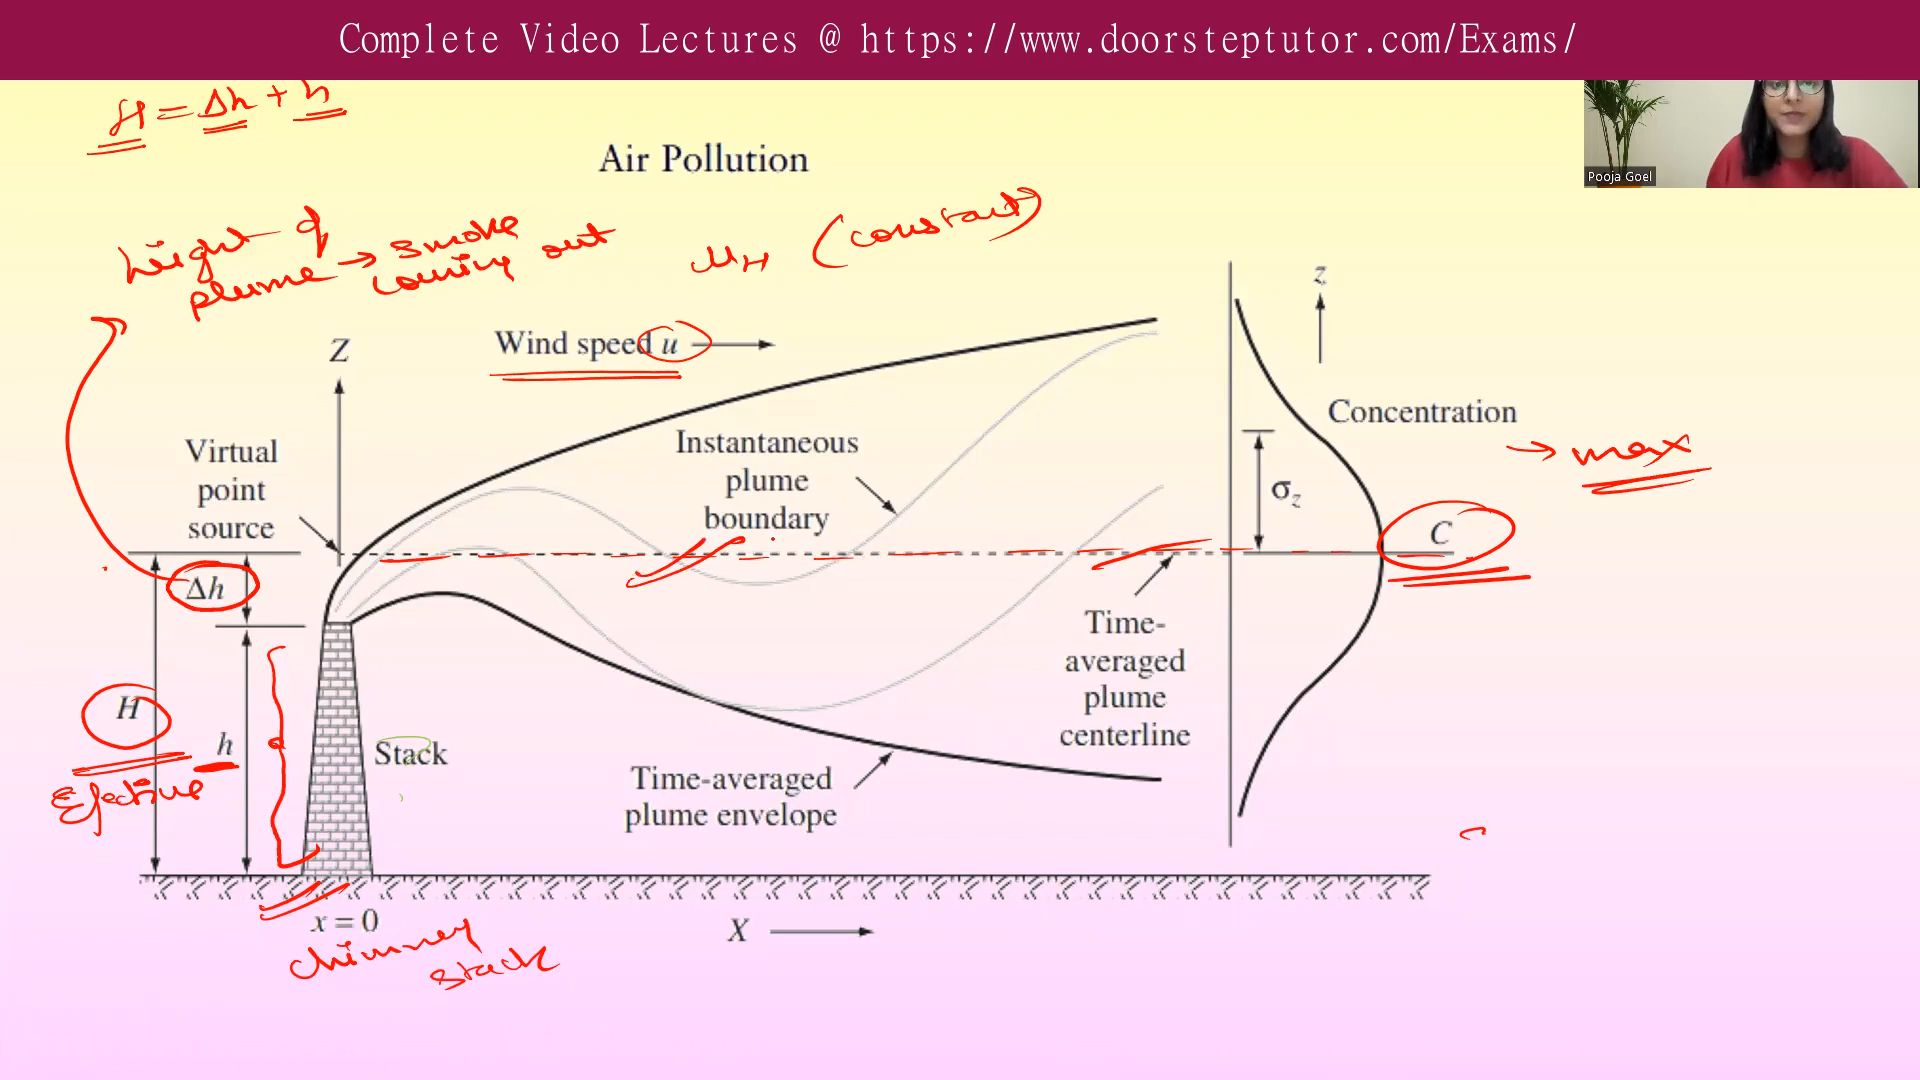 Complete Video Lectures @ https://www.doorsteptutor.com/Exams/
H = Δh + h
Air Pollution
Pooja Goel
height of
plume → smoke
coming out
μH (constant)
Wind speed u
Z
z
Concentration
→ max
Virtual
point
source
Instantaneous
plume
boundary
σz
C
Δh
Time-
averaged
plume
centerline
H
h
Stack
Efective
Time-averaged
plume envelope
x = 0
X
chimney
stack